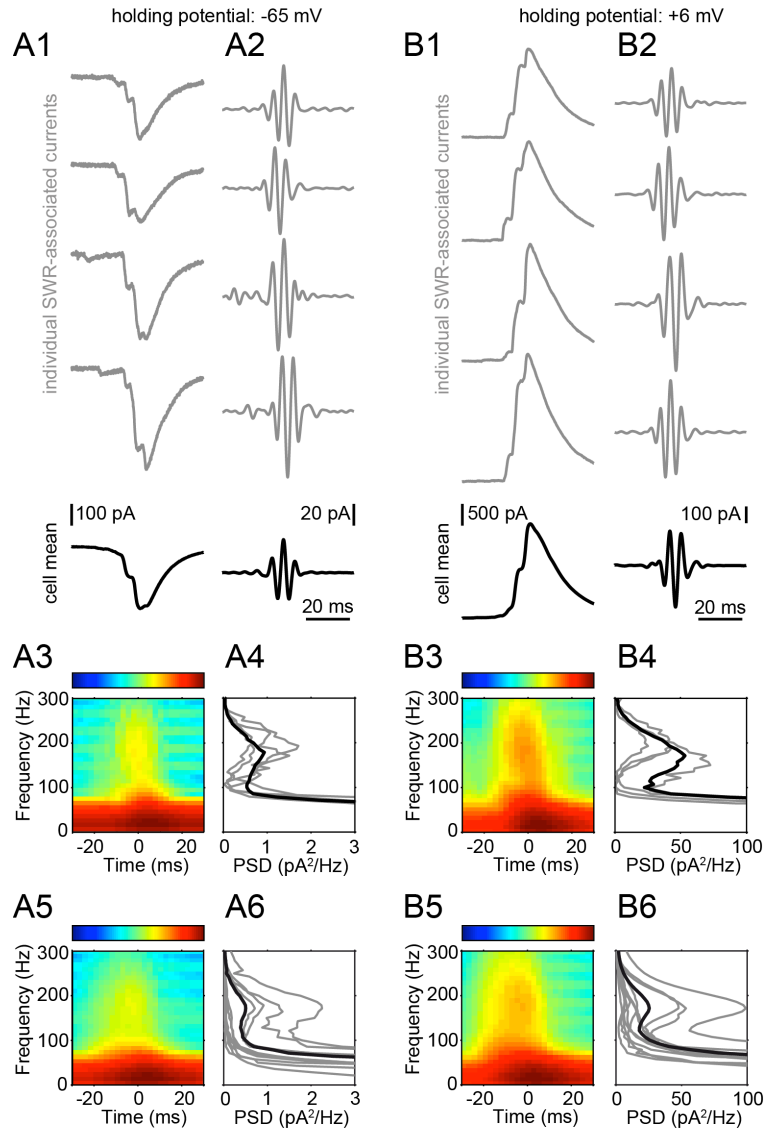 holding potential: -65 mV
holding potential: +6 mV
A1
A2
B1
B2
individual SWR-associated currents
individual SWR-associated currents
100 pA
20 pA
500 pA
100 pA
cell mean
20 ms
cell mean
20 ms
A3
A4
B3
B4
Frequency (Hz)
300
200
100
0
-20 0 20
Time (ms)
0 1 2 3
PSD (pA²/Hz)
Frequency (Hz)
300
200
100
0
-20 0 20
Time (ms)
0 50 100
PSD (pA²/Hz)
A5
A6
B5
B6
Frequency (Hz)
300
200
100
0
-20 0 20
Time (ms)
0 1 2 3
PSD (pA²/Hz)
Frequency (Hz)
300
200
100
0
-20 0 20
Time (ms)
0 50 100
PSD (pA²/Hz)